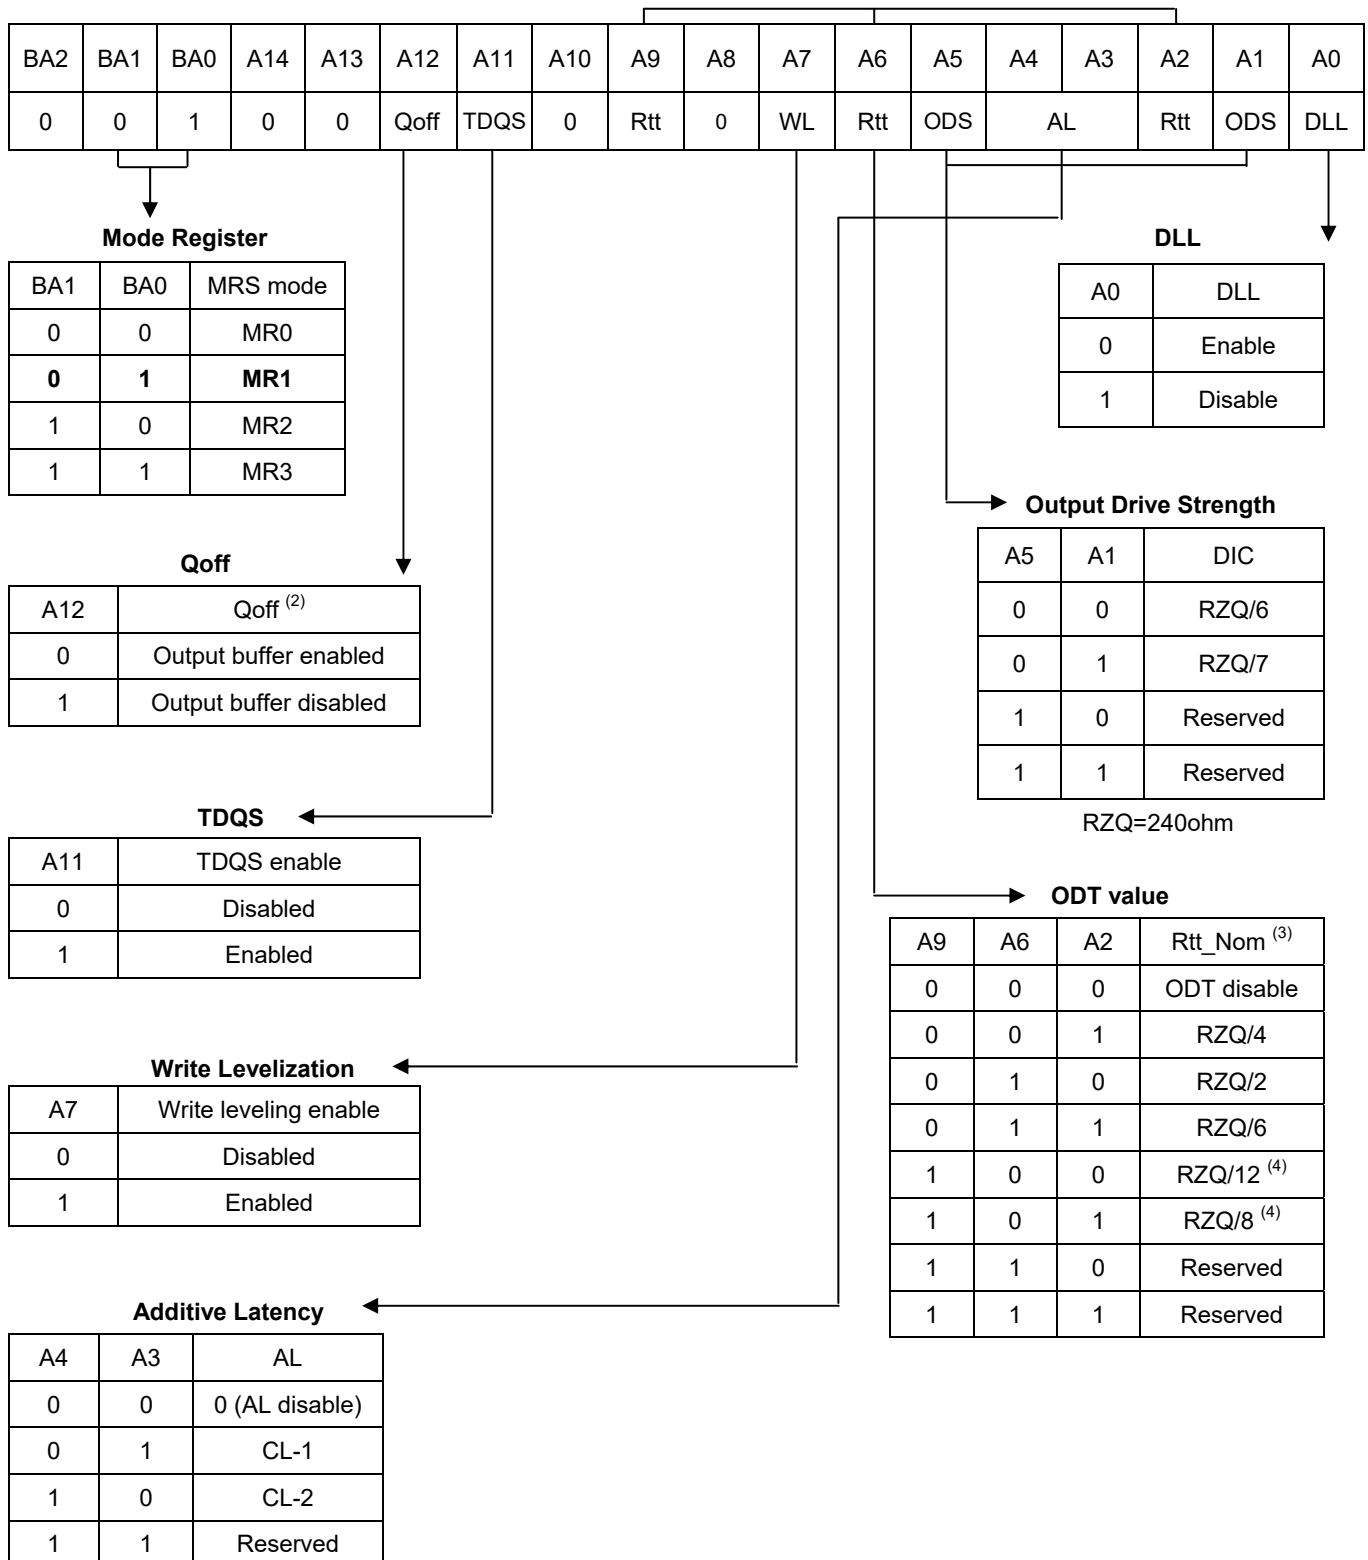 BA2 BA1 BA0 A14 A13 A12 A11 A10 A9 A8 A7 A6 A5 A4 A3 A2 A1 A0
0 0 1 0 0 Qoff TDQS 0 Rtt 0 WL Rtt ODS AL Rtt ODS DLL
Mode Register
BA1 BA0 MRS mode
0 0 MR0
0 1 MR1
1 0 MR2
1 1 MR3
DLL
A0 DLL
0 Enable
1 Disable
Qoff
A12 Qoff (2)
0 Output buffer enabled
1 Output buffer disabled
Output Drive Strength
A5 A1 DIC
0 0 RZQ/6
0 1 RZQ/7
1 0 Reserved
1 1 Reserved
RZQ=240ohm
TDQS
A11 TDQS enable
0 Disabled
1 Enabled
ODT value
A9 A6 A2 Rtt_Nom (3)
0 0 0 ODT disable
0 0 1 RZQ/4
0 1 0 RZQ/2
0 1 1 RZQ/6
1 0 0 RZQ/12 (4)
1 0 1 RZQ/8 (4)
1 1 0 Reserved
1 1 1 Reserved
Write Levelization
A7 Write leveling enable
0 Disabled
1 Enabled
Additive Latency
A4 A3 AL
0 0 0 (AL disable)
0 1 CL-1
1 0 CL-2
1 1 Reserved